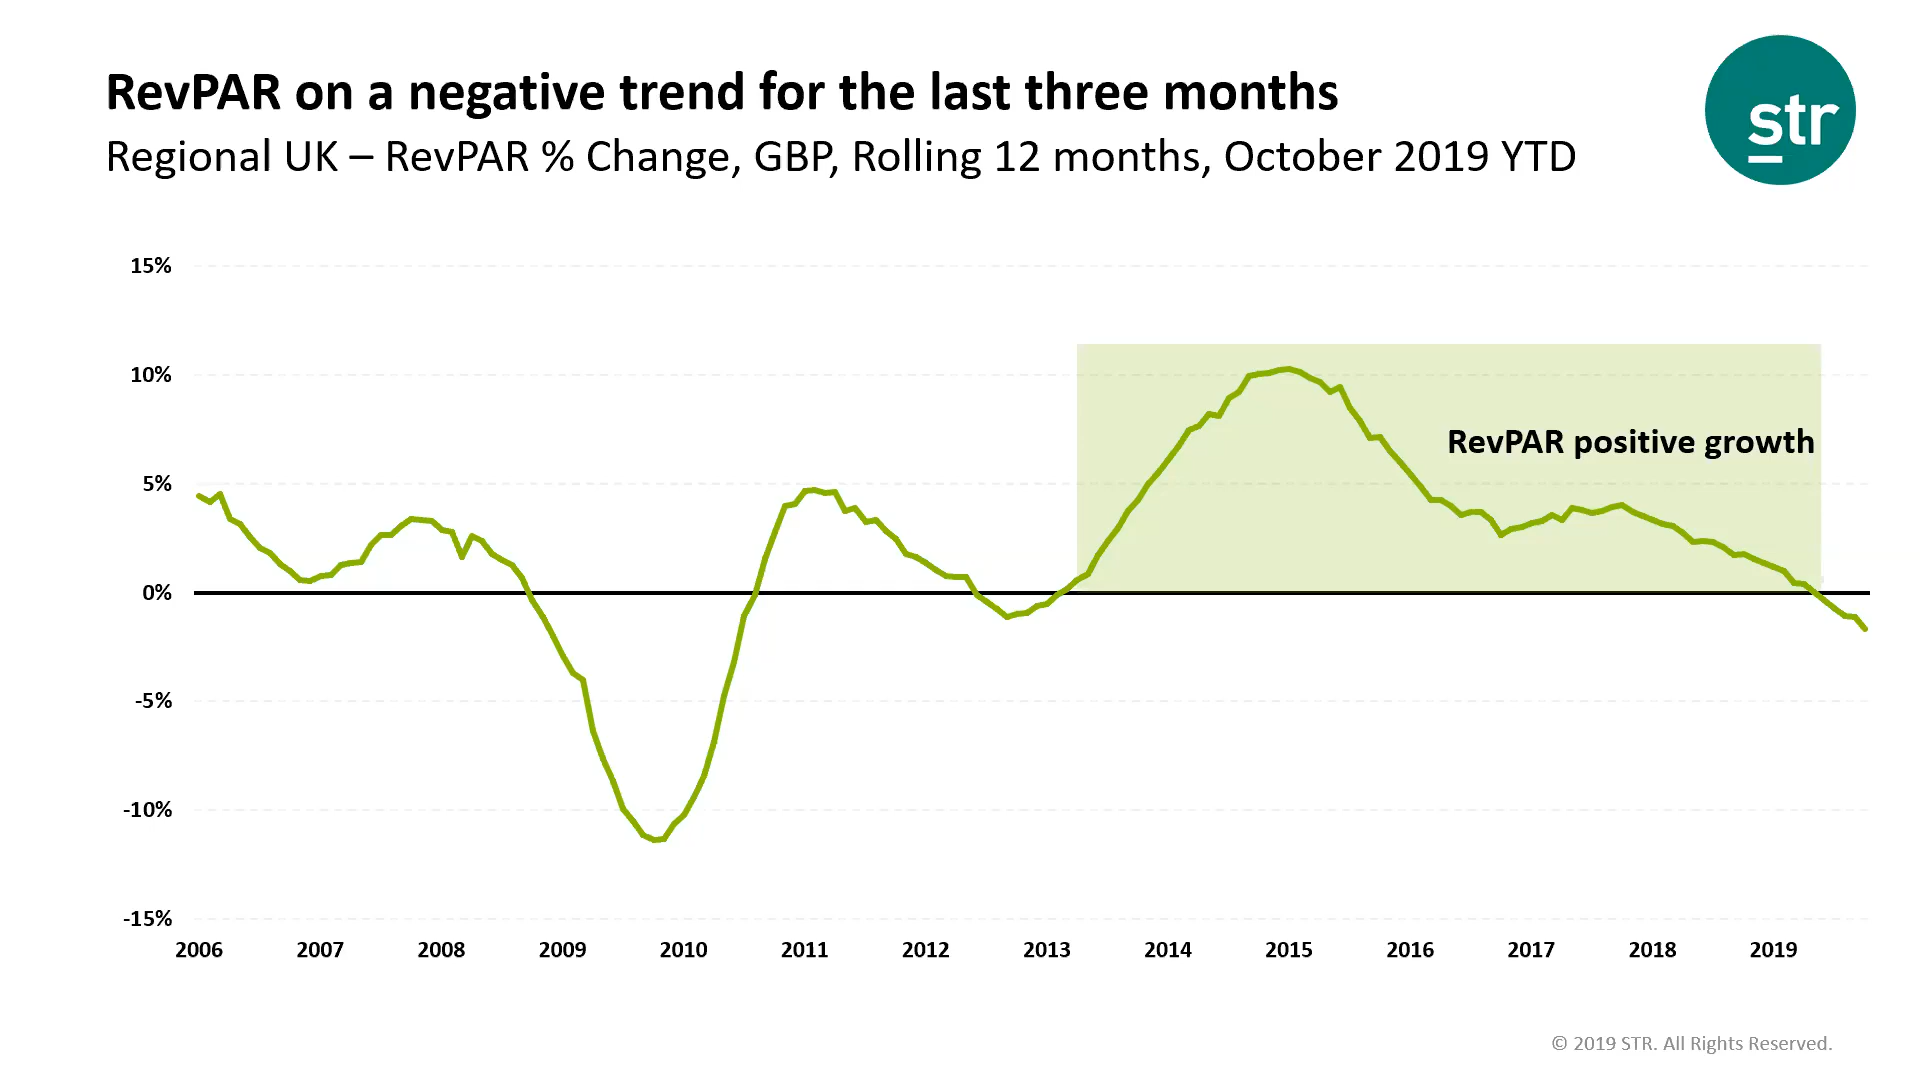 RevPAR on a negative trend for the last three months
str
Regional UK – RevPAR % Change, GBP, Rolling 12 months, October 2019 YTD
15%
10%
RevPAR positive growth
5%
0%
-5%
-10%
-15%
2006 2007 2008 2009 2010 2011 2012 2013 2014 2015 2016 2017 2018 2019
© 2019 STR. All Rights Reserved.